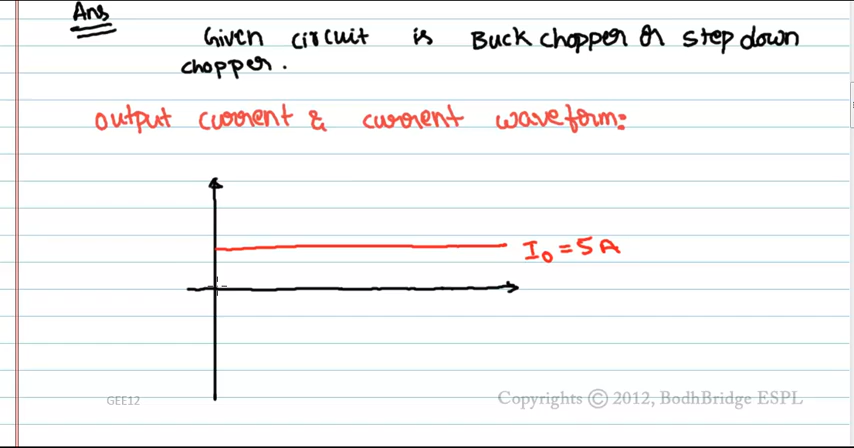 Ans
Given circuit is Buck chopper or step down
chopper.
output current & current waveform:
I₀ = 5 A
GEE12
Copyrights © 2012, BodhBridge ESPL